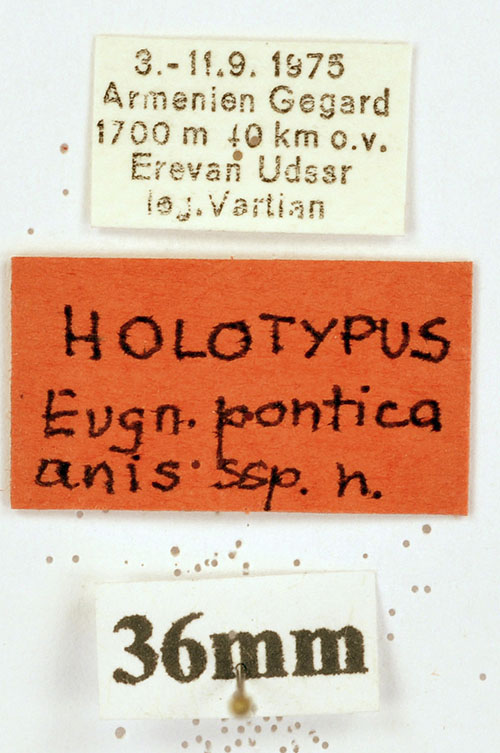 3.-11.9. 1975
Armenien Gegard
1700 m 40 km o.v.
Erevan Udssr
leg. Vartian
HOLOTYPUS
Eugn. pontica
anis ssp. n.
36mm